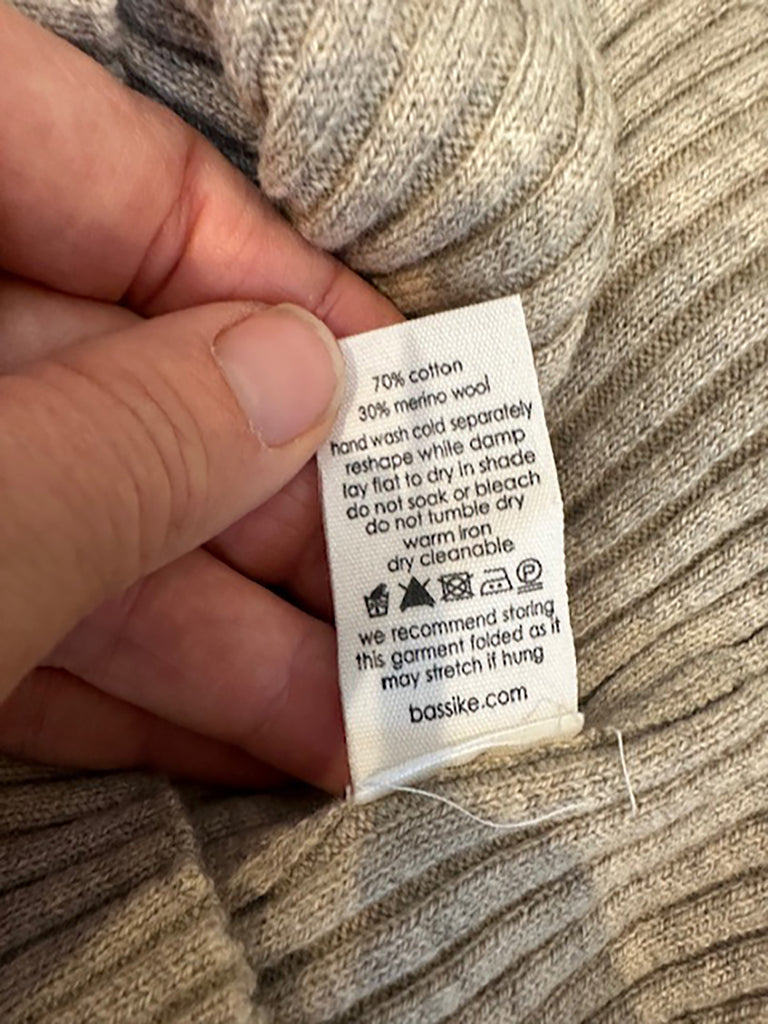 70% cotton
30% merino wool
hand wash cold separately
reshape while damp
lay flat to dry in shade
do not soak or bleach
do not tumble dry
warm iron
dry cleanable
P
we recommend storing
this garment folded as it
may stretch if hung
bassike.com